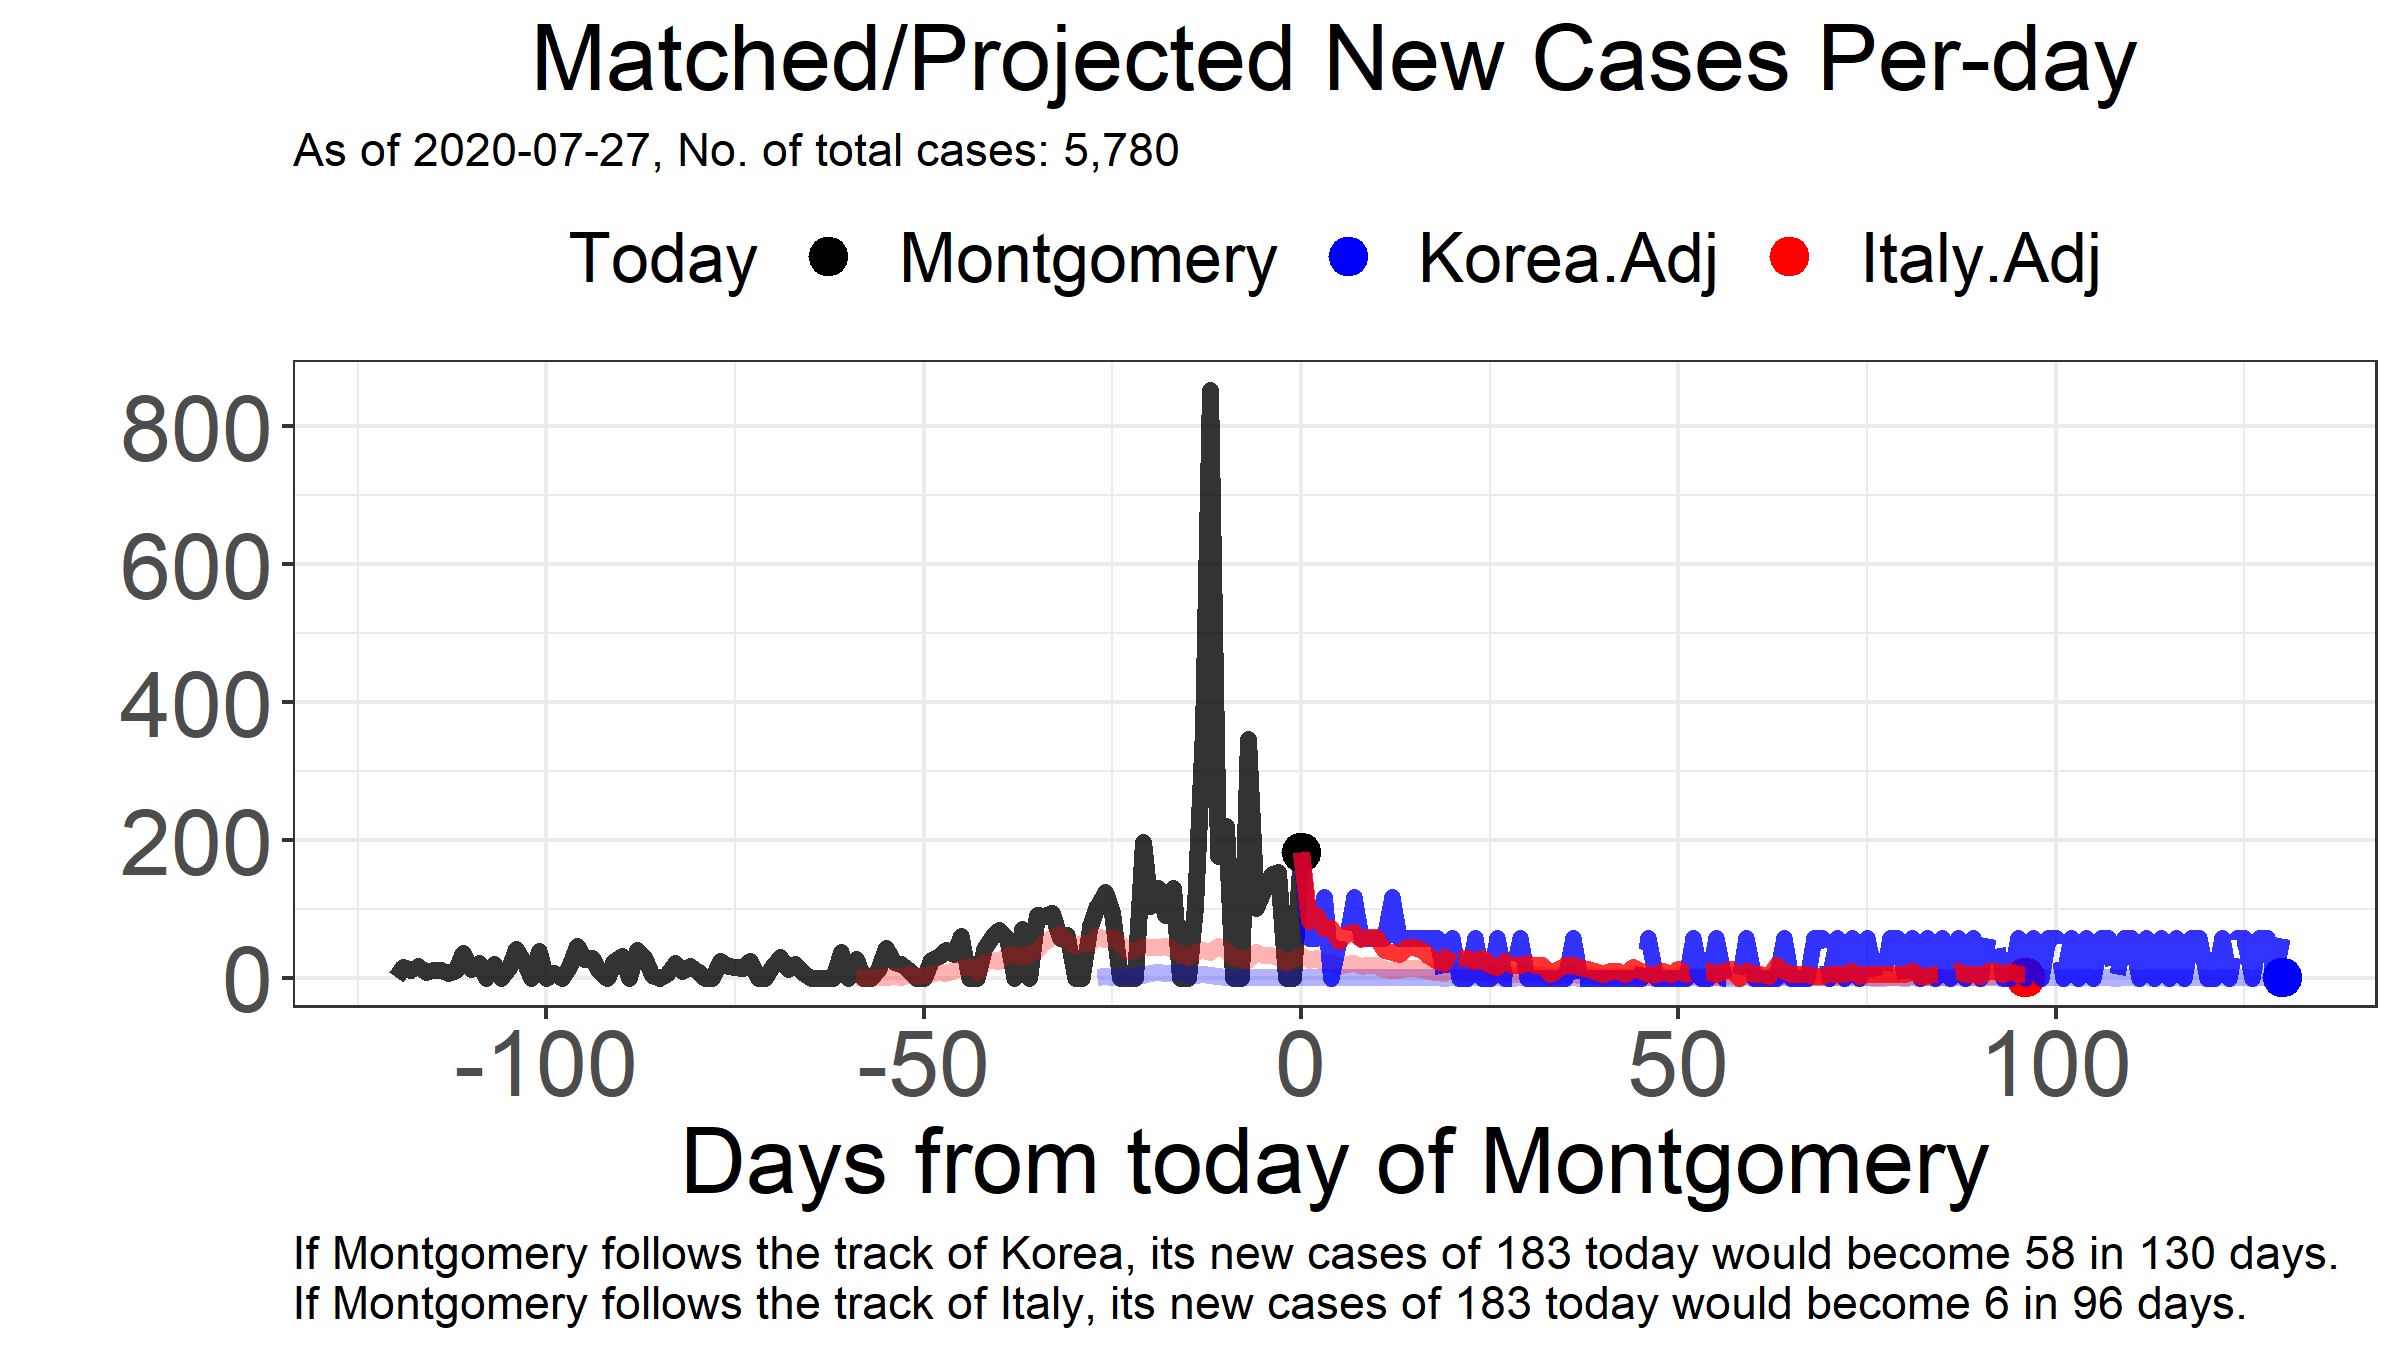 Matched/Projected New Cases Per-day
As of 2020-07-27, No. of total cases: 5,780
Today Montgomery Korea.Adj Italy.Adj
800
600
400
200
0
-100 -50 0 50 100
Days from today of Montgomery
If Montgomery follows the track of Korea, its new cases of 183 today would become 58 in 130 days.
If Montgomery follows the track of Italy, its new cases of 183 today would become 6 in 96 days.